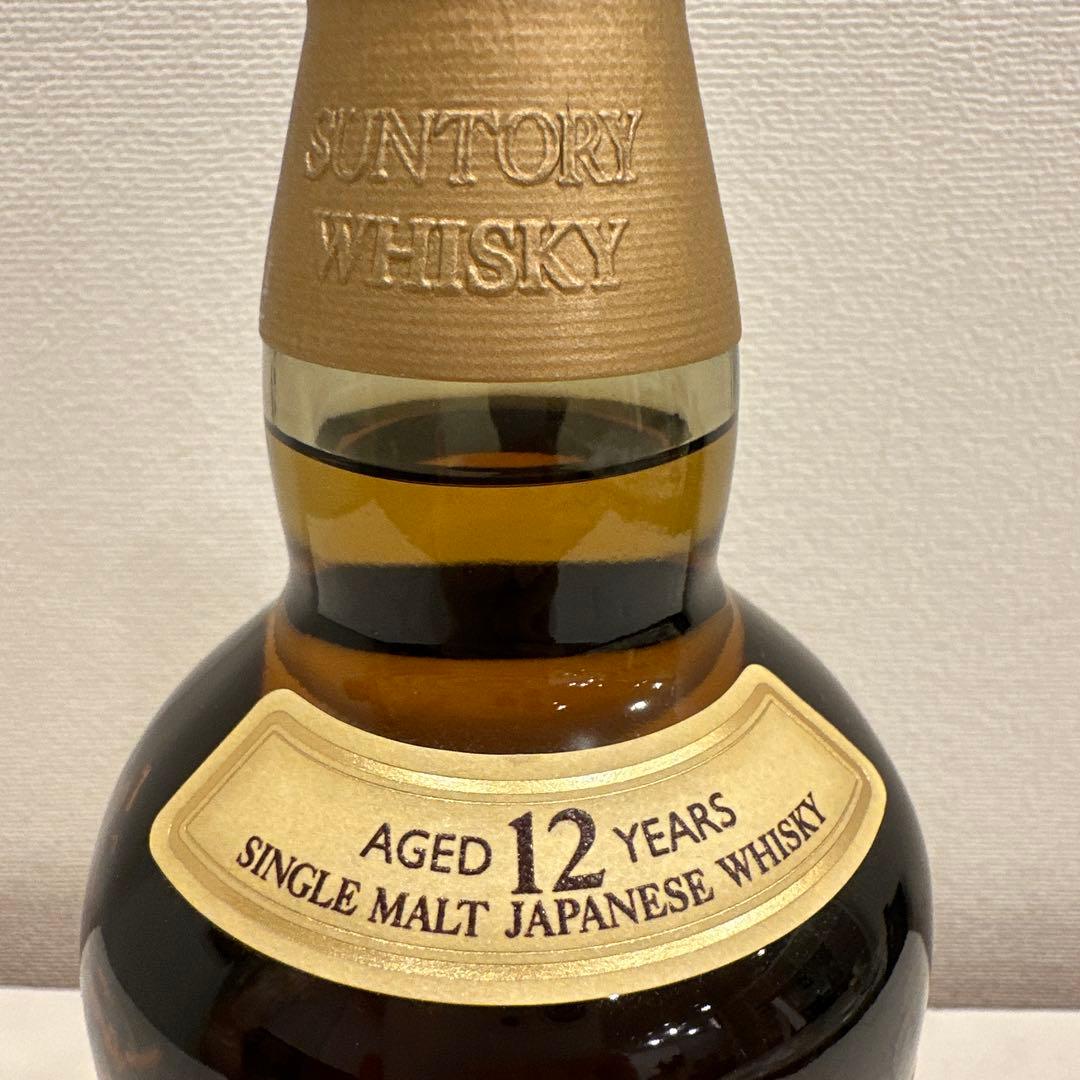 SUNTORY
WHISKY
AGED 12 YEARS
SINGLE MALT JAPANESE WHISKY